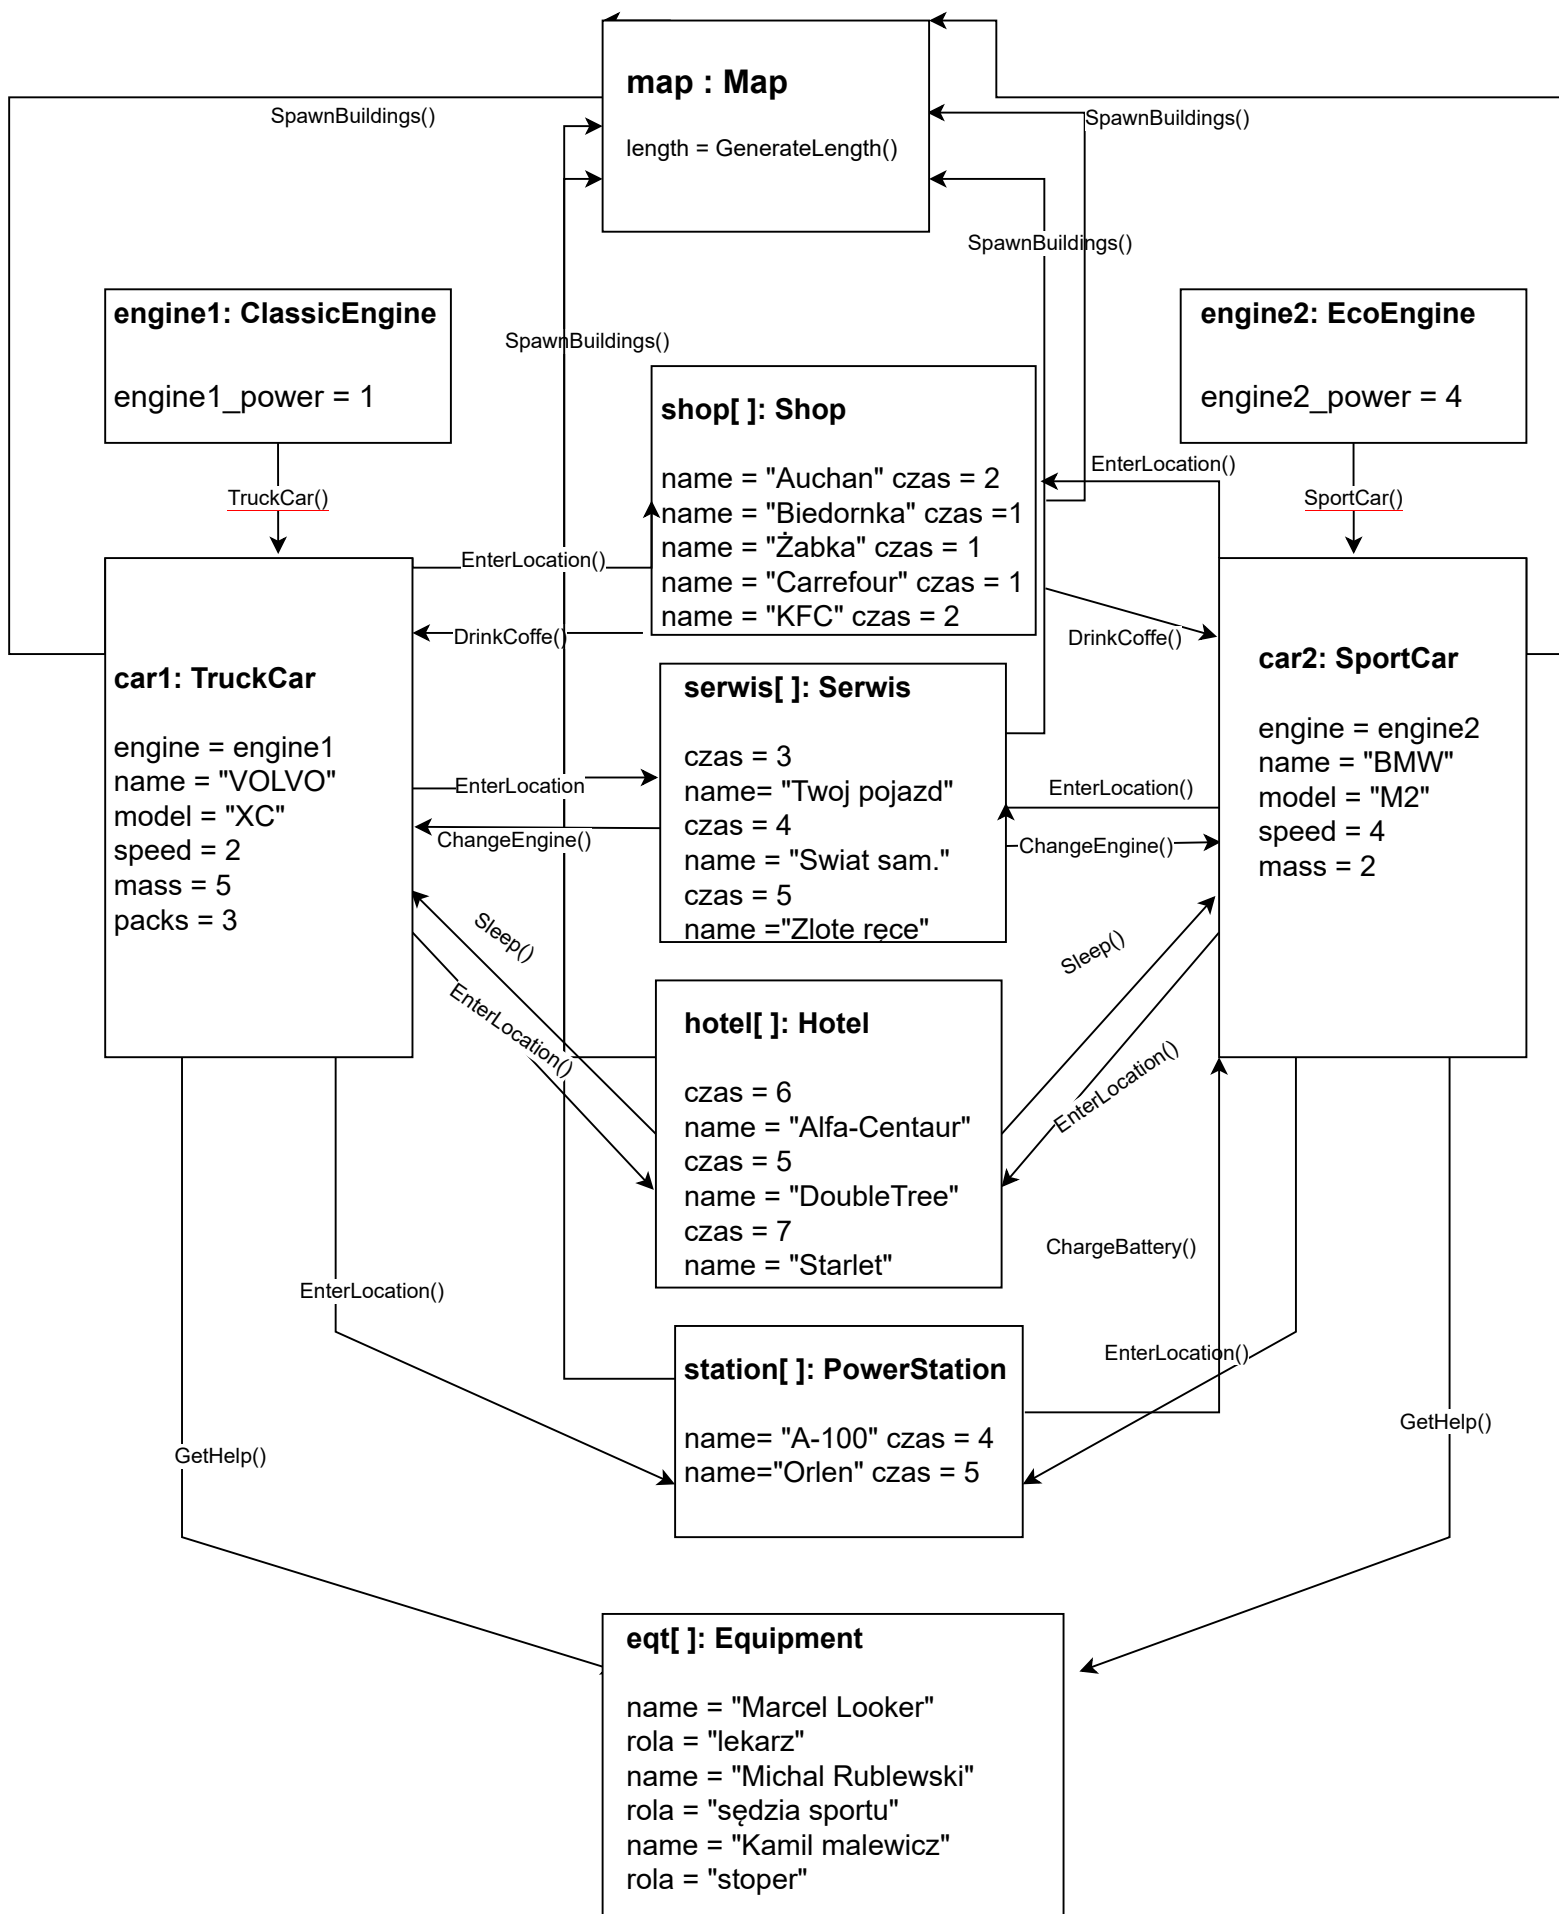 map : Map
SpawnBuildings()
SpawnBuildings()
length = GenerateLength()
SpawnBuildings()
engine1: ClassicEngine
engine1_power = 1
engine2: EcoEngine
engine2_power = 4
SpawnBuildings()
shop[ ]: Shop
name = "Auchan" czas = 2
name = "Biedornka" czas =1
name = "Żabka" czas = 1
name = "Carrefour" czas = 1
name = "KFC" czas = 2
EnterLocation()
TruckCar()
SportCar()
EnterLocation()
DrinkCoffe()
DrinkCoffe()
car1: TruckCar
engine = engine1
name = "VOLVO"
model = "XC"
speed = 2
mass = 5
packs = 3
serwis[ ]: Serwis
czas = 3
name= "Twoj pojazd"
czas = 4
name = "Swiat sam."
czas = 5
name ="Zlote ręce"
car2: SportCar
engine = engine2
name = "BMW"
model = "M2"
speed = 4
mass = 2
EnterLocation
EnterLocation()
ChangeEngine()
ChangeEngine()
Sleep()
Sleep()
EnterLocation()
EnterLocation()
hotel[ ]: Hotel
czas = 6
name = "Alfa-Centaur"
czas = 5
name = "DoubleTree"
czas = 7
name = "Starlet"
ChargeBattery()
EnterLocation()
EnterLocation()
station[ ]: PowerStation
name= "A-100" czas = 4
name="Orlen" czas = 5
GetHelp()
GetHelp()
eqt[ ]: Equipment
name = "Marcel Looker"
rola = "lekarz"
name = "Michal Rublewski"
rola = "sędzia sportu"
name = "Kamil malewicz"
rola = "stoper"